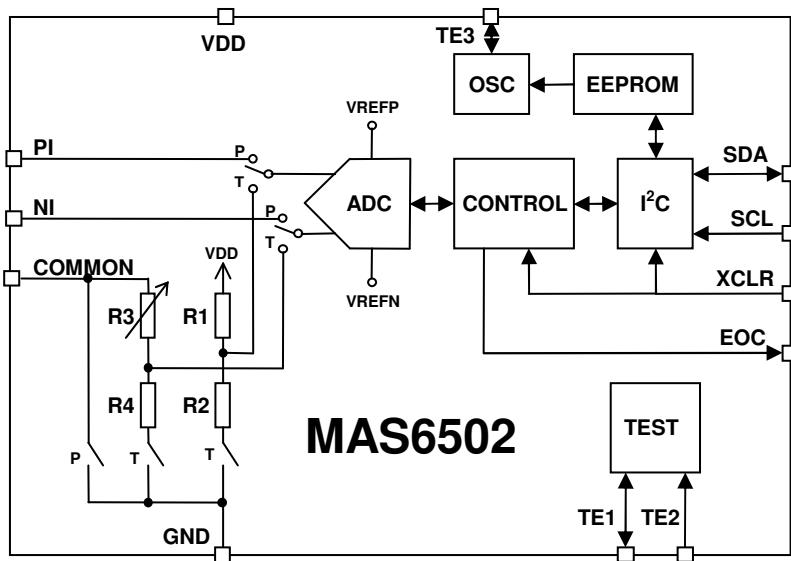 VDD
TE3
OSC
EEPROM
VREFP
PI
P
T
SDA
NI
P
T
ADC
CONTROL
I²C
SCL
COMMON
VDD
VREFN
XCLR
R3
R1
EOC
R4
R2
MAS6502
TEST
P
T
T
GND
TE1
TE2